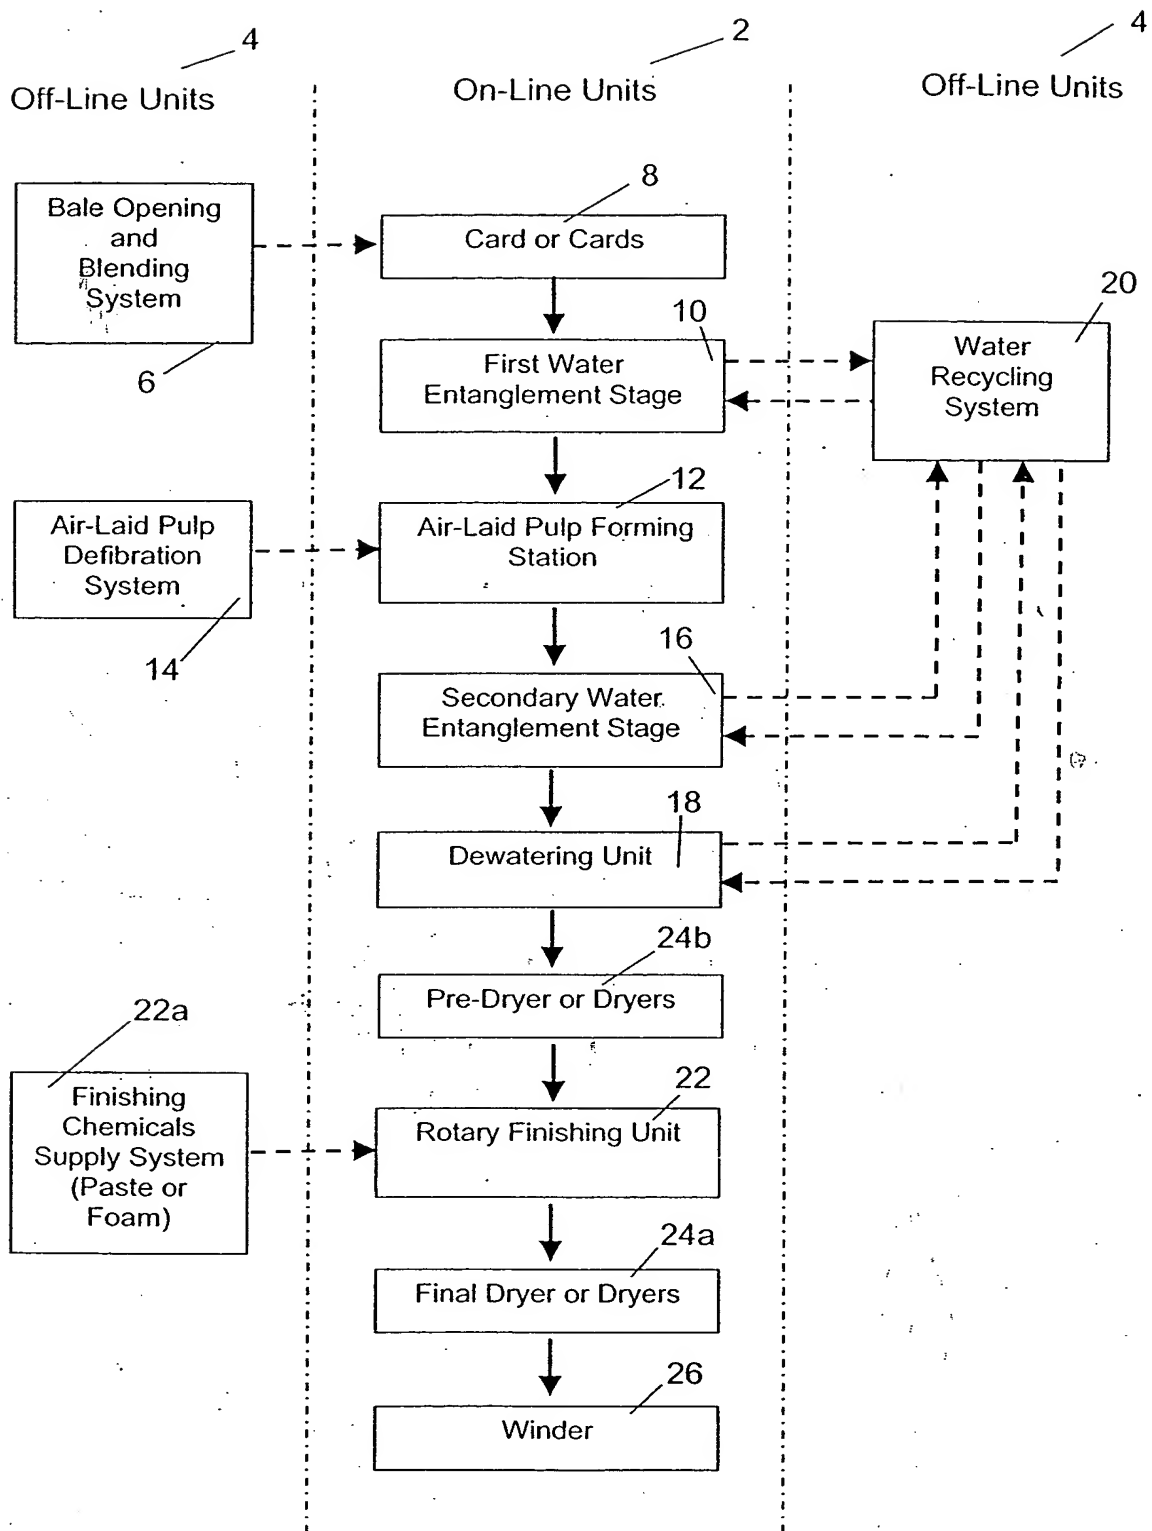 4
2
4
Off-Line Units
On-Line Units
Off-Line Units
8
Bale Opening
and
Blending
System
6
Card or Cards
10
First Water
Entanglement Stage
20
Water
Recycling
System
12
Air-Laid Pulp
Defibration
System
14
Air-Laid Pulp Forming
Station
16
Secondary Water
Entanglement Stage
18
Dewatering Unit
24b
Pre-Dryer or Dryers
22a
Finishing
Chemicals
Supply System
(Paste or
Foam)
22
Rotary Finishing Unit
24a
Final Dryer or Dryers
26
Winder